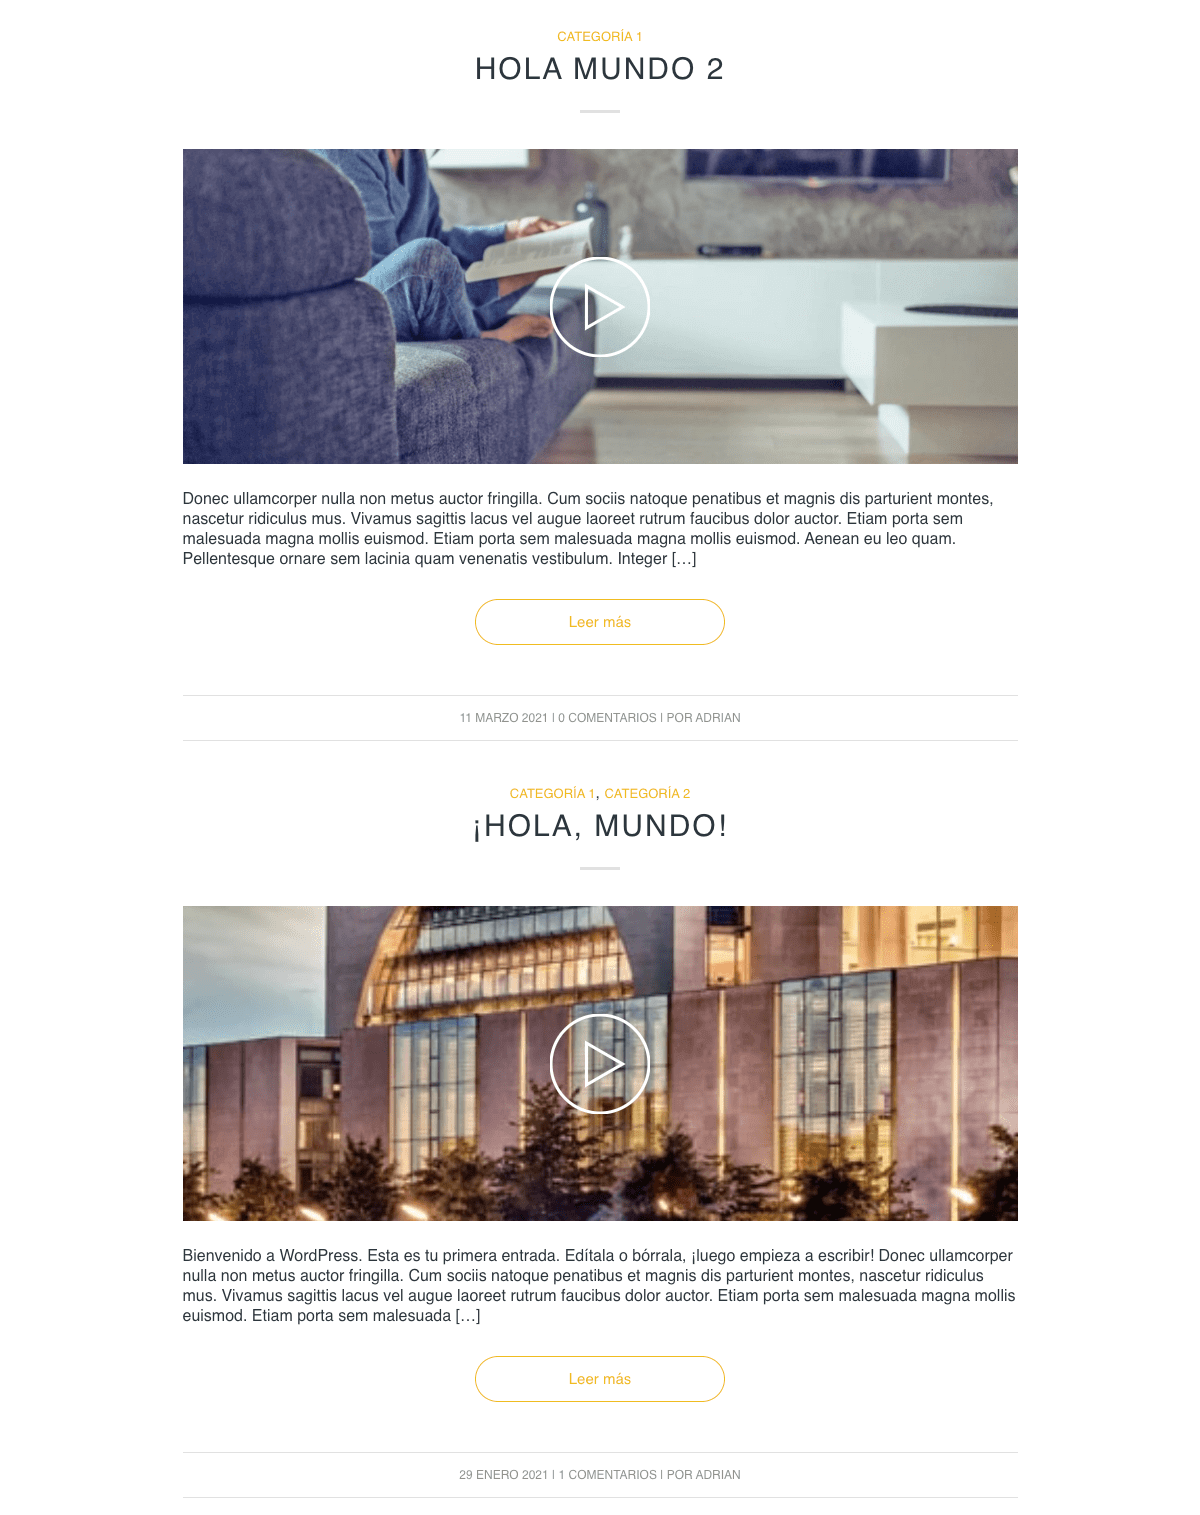 CATEGORÍA 1
HOLA MUNDO 2
Donec ullamcorper nulla non metus auctor fringilla. Cum sociis natoque penatibus et magnis dis parturient montes,
nascetur ridiculus mus. Vivamus sagittis lacus vel augue laoreet rutrum faucibus dolor auctor. Etiam porta sem
malesuada magna mollis euismod. Etiam porta sem malesuada magna mollis euismod. Aenean eu leo quam.
Pellentesque ornare sem lacinia quam venenatis vestibulum. Integer […]
Leer más
11 MARZO 2021 | 0 COMENTARIOS | POR ADRIAN
CATEGORÍA 1, CATEGORÍA 2
¡HOLA, MUNDO!
Bienvenido a WordPress. Esta es tu primera entrada. Edítala o bórrala, ¡luego empieza a escribir! Donec ullamcorper
nulla non metus auctor fringilla. Cum sociis natoque penatibus et magnis dis parturient montes, nascetur ridiculus
mus. Vivamus sagittis lacus vel augue laoreet rutrum faucibus dolor auctor. Etiam porta sem malesuada magna mollis
euismod. Etiam porta sem malesuada […]
Leer más
29 ENERO 2021 | 1 COMENTARIOS | POR ADRIAN